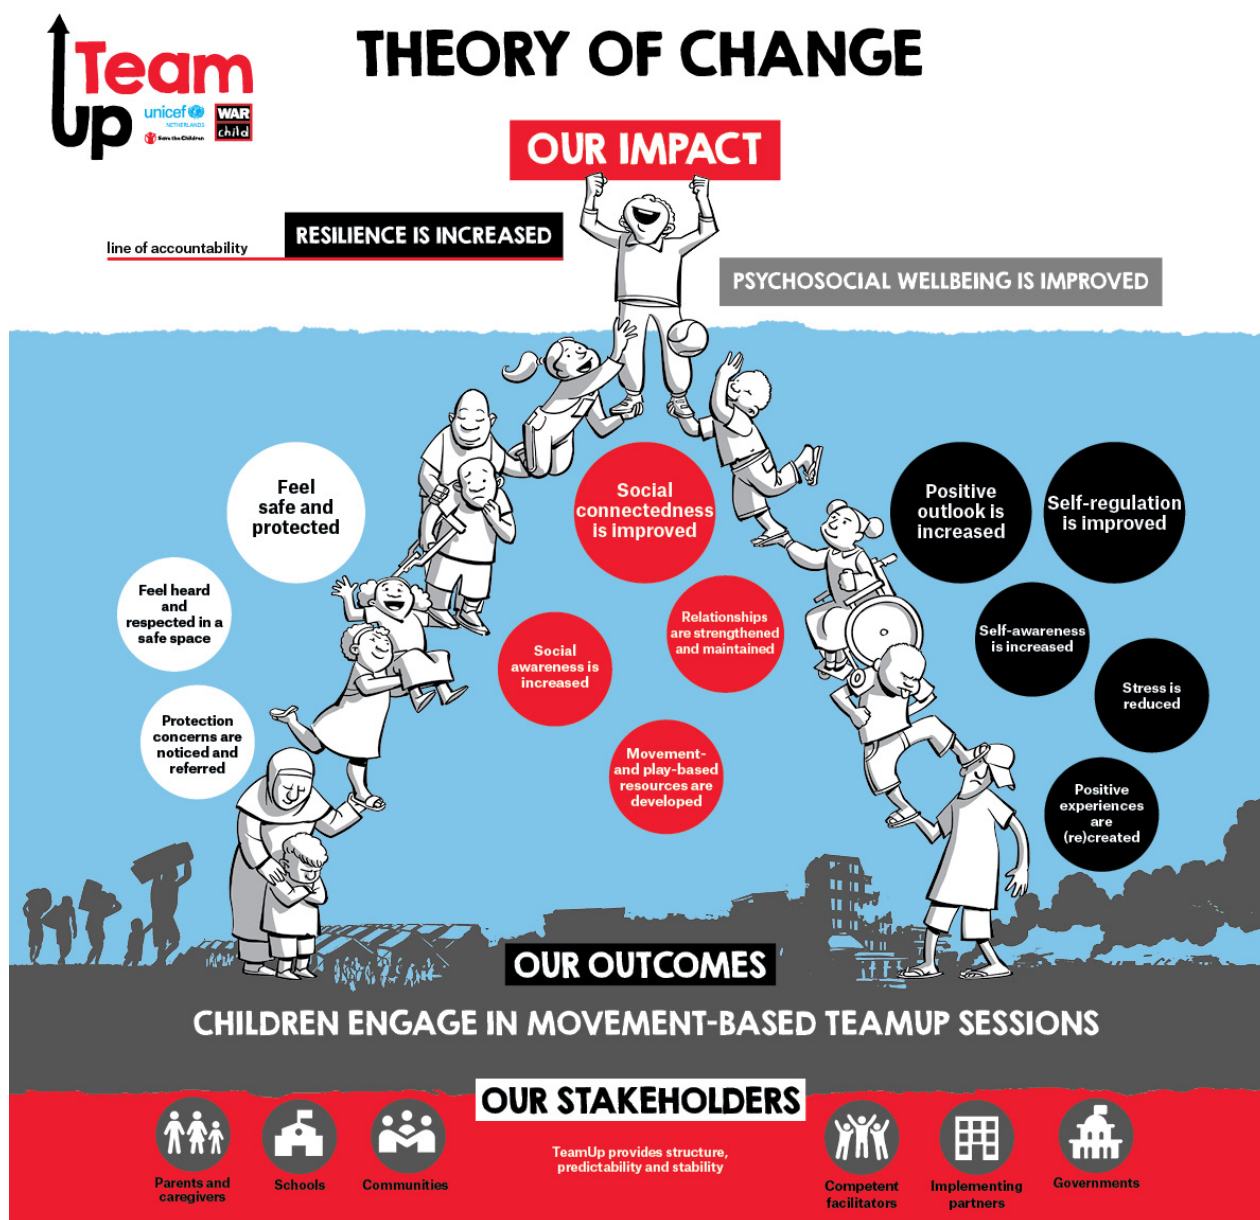 Team
Up
unicef
NETHERLANDS
Save the Children
WAR
child
THEORY OF CHANGE
OUR IMPACT
line of accountability
RESILIENCE IS INCREASED
PSYCHOSOCIAL WELLBEING IS IMPROVED
Feel
safe and
protected
Feel heard
and
respected in a
safe space
Protection
concerns are
noticed and
referred
Social
connectedness
is improved
Social
awareness is
increased
Relationships
are strengthened
and maintained
Movement-
and play-based
resources are
developed
Positive
outlook is
increased
Self-regulation
is improved
Self-awareness
is increased
Stress is
reduced
Positive
experiences
are
(re)created
OUR OUTCOMES
CHILDREN ENGAGE IN MOVEMENT-BASED TEAMUP SESSIONS
OUR STAKEHOLDERS
TeamUp provides structure,
predictability and stability
Parents and
caregivers
Schools
Communities
Competent
facilitators
Implementing
partners
Governments